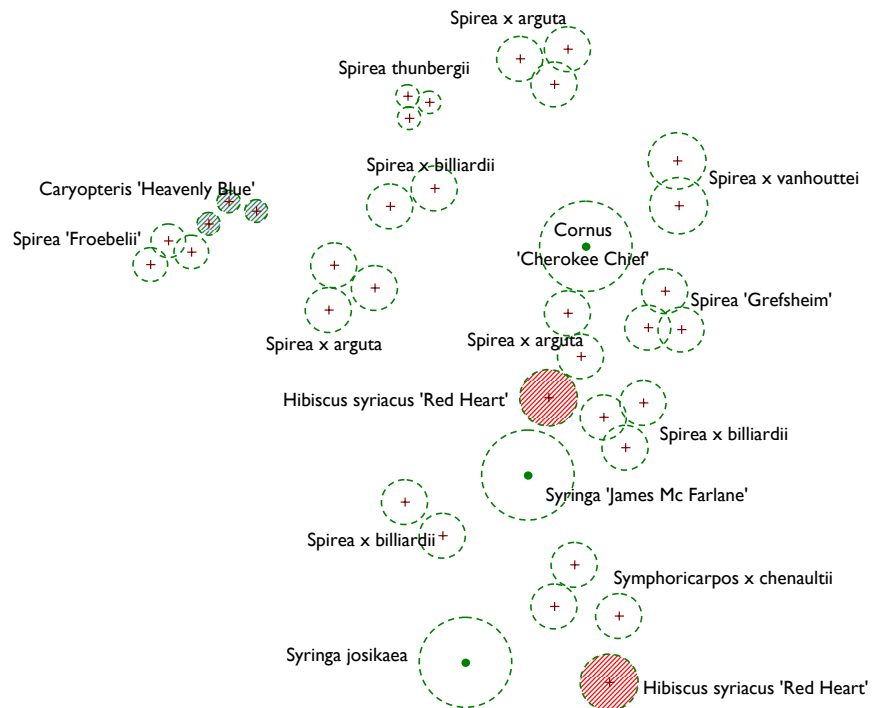 Spirea x arguta
Spirea thunbergii
Spirea x billiardii
Spirea x vanhouttei
Caryopteris 'Heavenly Blue'
Cornus
'Cherokee Chief'
Spirea 'Froebelii'
Spirea 'Grefsheim'
Spirea x arguta
Spirea x arguta
Hibiscus syriacus 'Red Heart'
Spirea x billiardii
Syringa 'James Mc Farlane'
Spirea x billiardii
Symphoricarpos x chenaultii
Syringa josikaea
Hibiscus syriacus 'Red Heart'